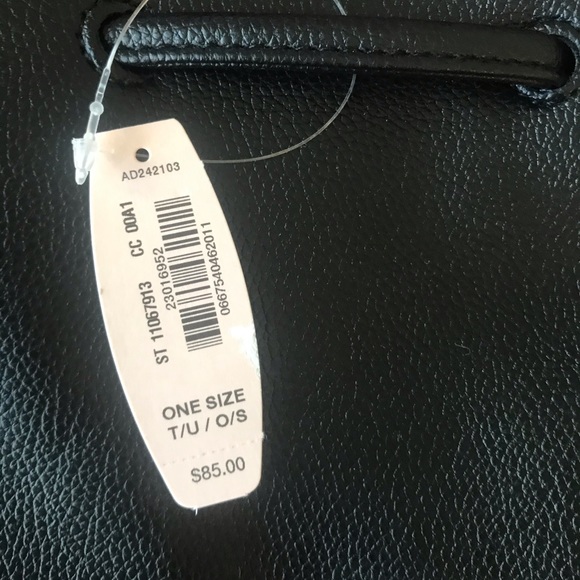 AD242103
ST 11067913 CC 00A1
23016952
0667540462011
ONE SIZE
T/U / O/S
$85.00